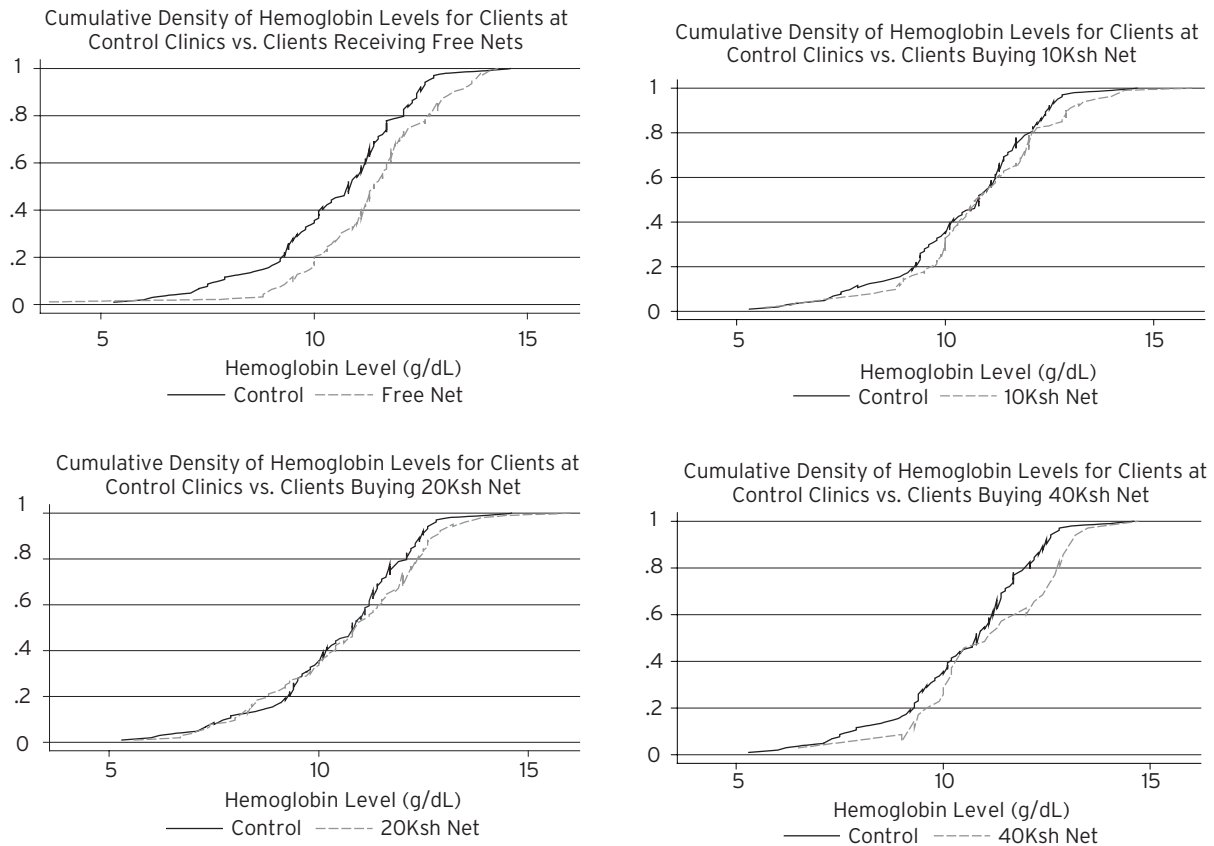 Cumulative Density of Hemoglobin Levels for Clients at
Control Clinics vs. Clients Receiving Free Nets
1
.8
.6
.4
.2
0
5 10 15
Hemoglobin Level (g/dL)
Control Free Net
Cumulative Density of Hemoglobin Levels for Clients at
Control Clinics vs. Clients Buying 10Ksh Net
1
.8
.6
.4
.2
0
5 10 15
Hemoglobin Level (g/dL)
Control 10Ksh Net
Cumulative Density of Hemoglobin Levels for Clients at
Control Clinics vs. Clients Buying 20Ksh Net
1
.8
.6
.4
.2
0
5 10 15
Hemoglobin Level (g/dL)
Control 20Ksh Net
Cumulative Density of Hemoglobin Levels for Clients at
Control Clinics vs. Clients Buying 40Ksh Net
1
.8
.6
.4
.2
0
5 10 15
Hemoglobin Level (g/dL)
Control 40Ksh Net